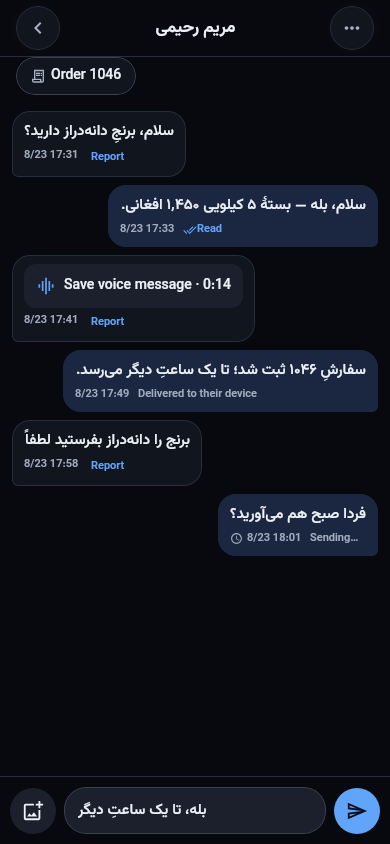 مریم رحیمی
Order 1046
سلام، برنجِ دانه‌دراز دارید؟
8/23 17:31 Report
سلام، بله — بستهٔ ۵ کیلویی ۱,۴۵۰ افغانی.
8/23 17:33 Read
Save voice message · 0:14
8/23 17:41 Report
سفارشِ ۱۰۴۶ ثبت شد؛ تا یک ساعتِ دیگر می‌رسد.
8/23 17:49 Delivered to their device
برنج را دانه‌دراز بفرستید لطفاً
8/23 17:58 Report
فردا صبح هم می‌آورید؟
8/23 18:01 Sending…
بله، تا یک ساعتِ دیگر